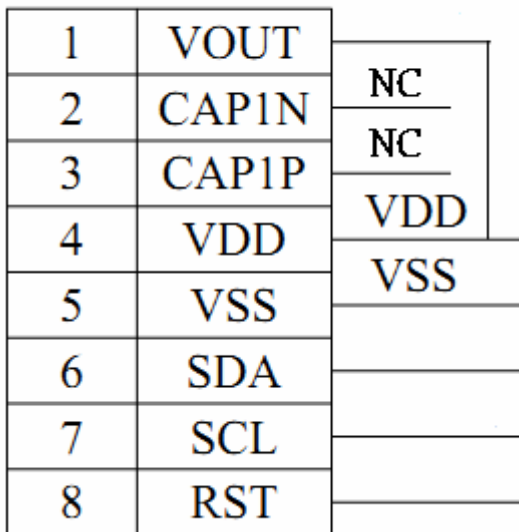 1 VOUT
NC
2 CAP1N
NC
3 CAP1P
VDD
4 VDD
VSS
5 VSS
6 SDA
7 SCL
8 RST